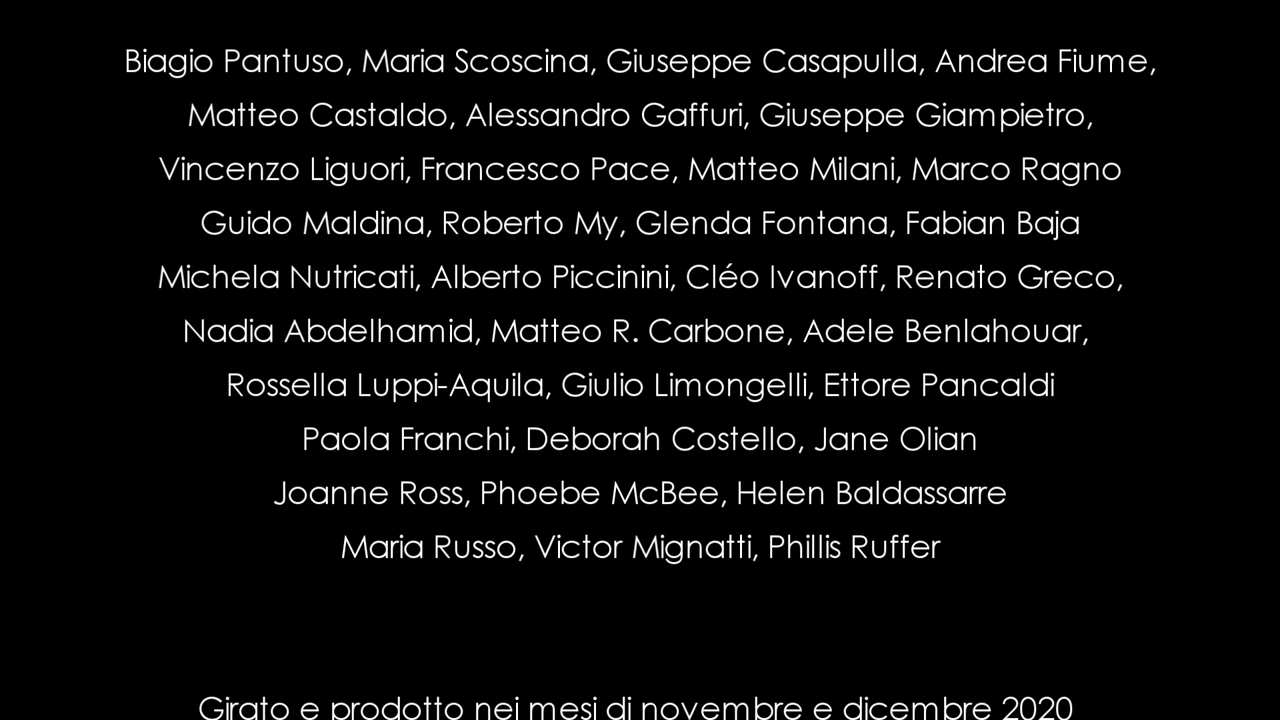 Biagio Pantuso, Maria Scoscina, Giuseppe Casapulla, Andrea Fiume,
Matteo Castaldo, Alessandro Gaffuri, Giuseppe Giampietro,
Vincenzo Liguori, Francesco Pace, Matteo Milani, Marco Ragno
Guido Maldina, Roberto My, Glenda Fontana, Fabian Baja
Michela Nutricati, Alberto Piccinini, Cléo Ivanoff, Renato Greco,
Nadia Abdelhamid, Matteo R. Carbone, Adele Benlahouar,
Rossella Luppi-Aquila, Giulio Limongelli, Ettore Pancaldi
Paola Franchi, Deborah Costello, Jane Olian
Joanne Ross, Phoebe McBee, Helen Baldassarre
Maria Russo, Victor Mignatti, Phillis Ruffer
Girato e prodotto nei mesi di novembre e dicembre 2020